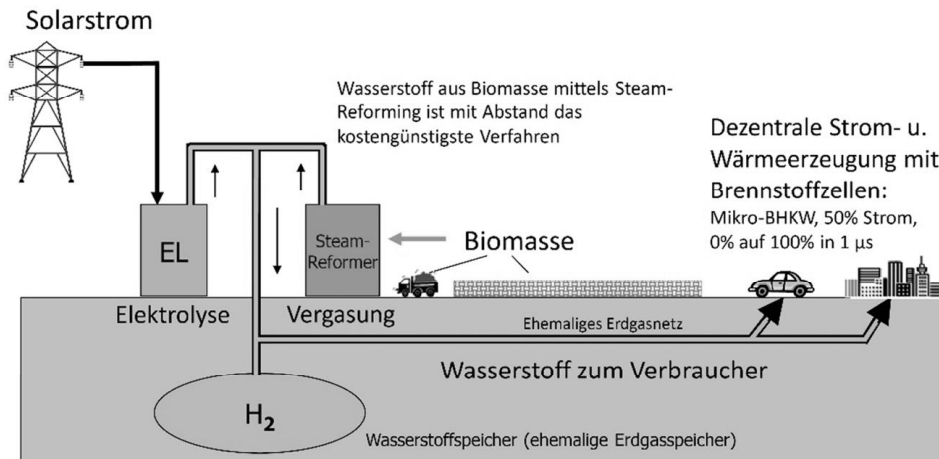 Solarstrom
Wasserstoff aus Biomasse mittels Steam-
Reforming ist mit Abstand das
kostengünstigste Verfahren
Dezentrale Strom- u.
Wärmeerzeugung mit
Brennstoffzellen:
Mikro-BHKW, 50% Strom,
0% auf 100% in 1 µs
EL
Steam-
Reformer
Biomasse
Elektrolyse
Vergasung
Ehemaliges Erdgasnetz
Wasserstoff zum Verbraucher
H₂
Wasserstoffspeicher (ehemalige Erdgasspeicher)